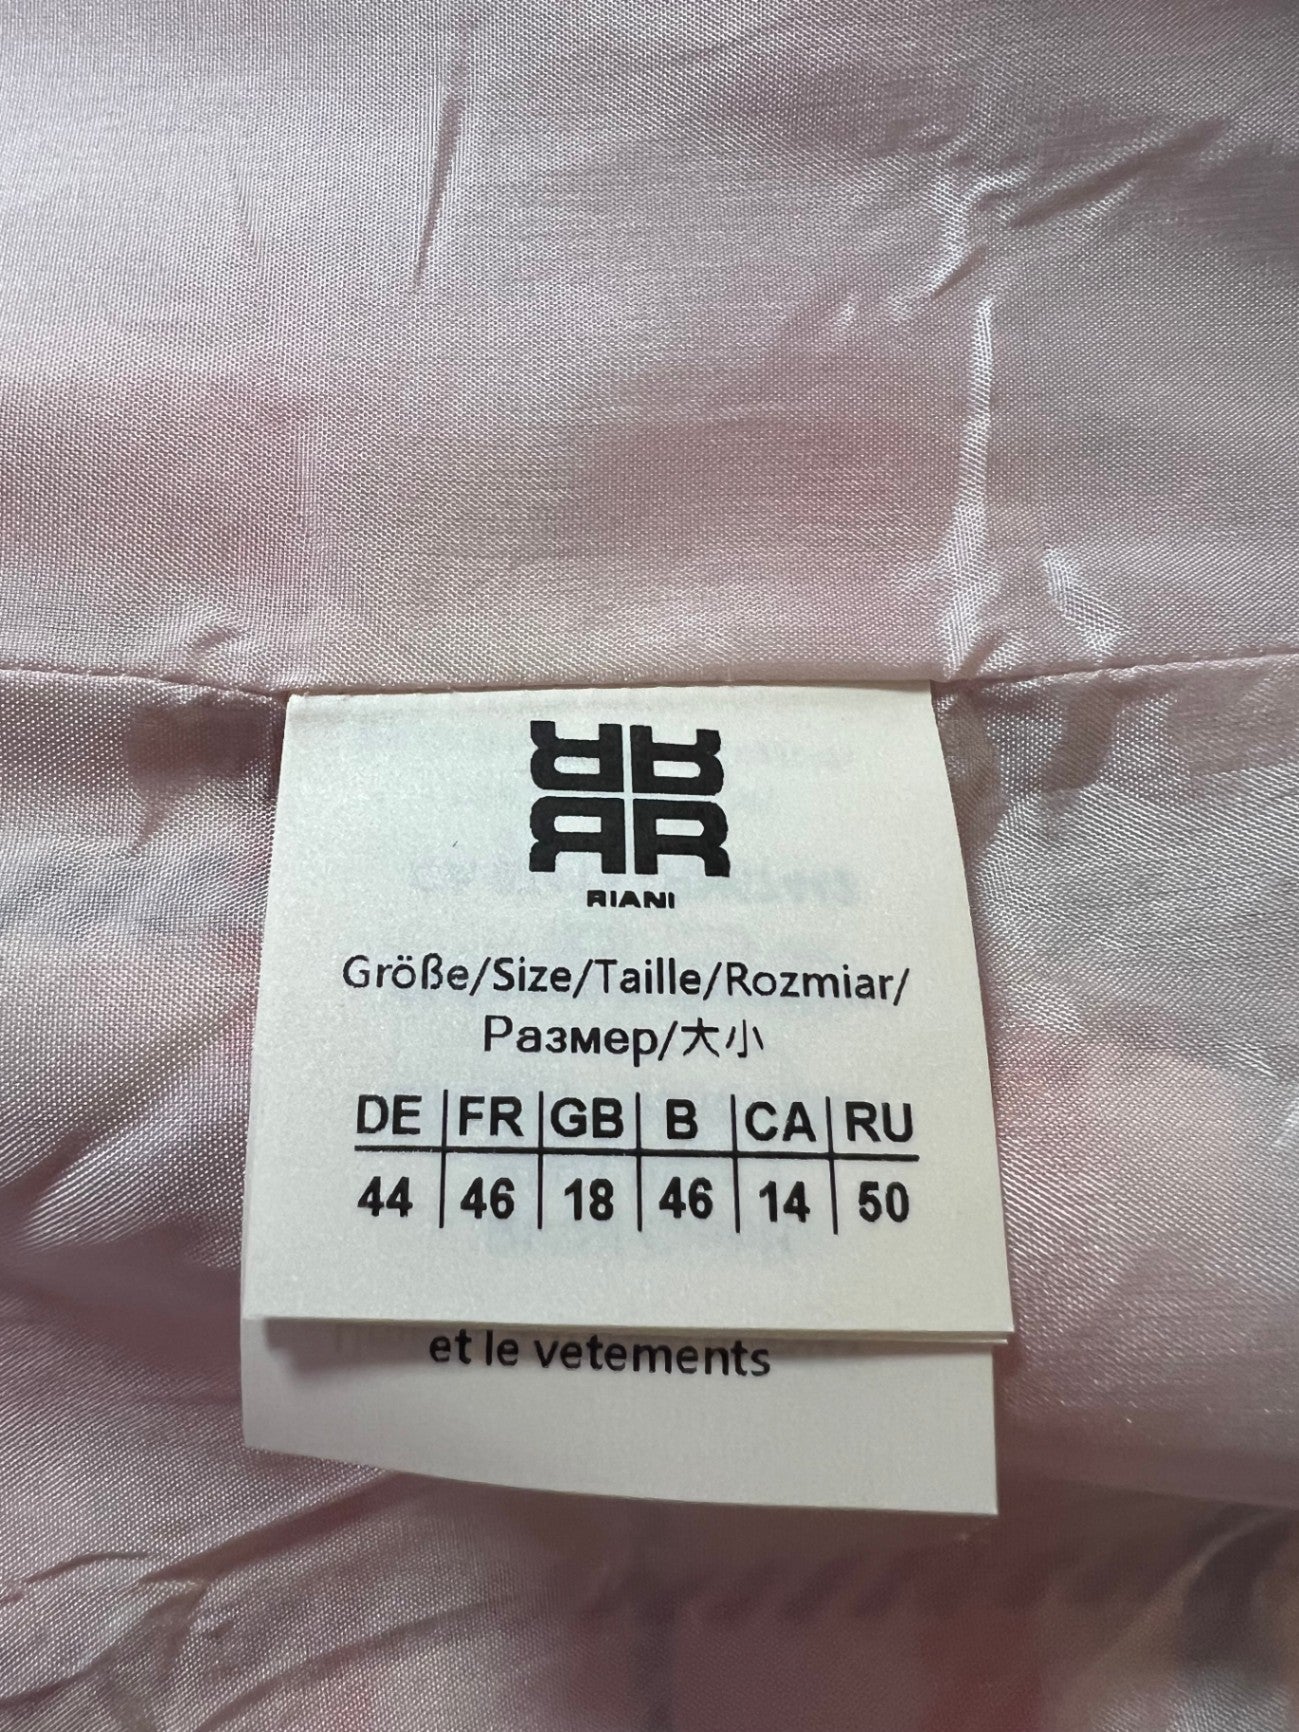 RIANI
Größe/Size/Taille/Rozmiar/
Размер/大小
DE FR GB B CA RU
44 46 18 46 14 50
et le vetements